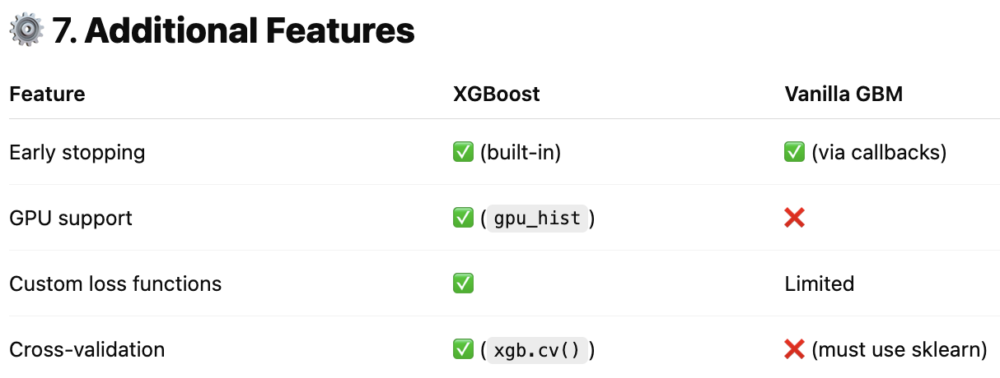 ⚙️ 7. Additional Features
Feature XGBoost Vanilla GBM
Early stopping ✅ (built-in) ✅ (via callbacks)
GPU support ✅ (gpu_hist) ❌
Custom loss functions ✅ Limited
Cross-validation ✅ (xgb.cv()) ❌ (must use sklearn)